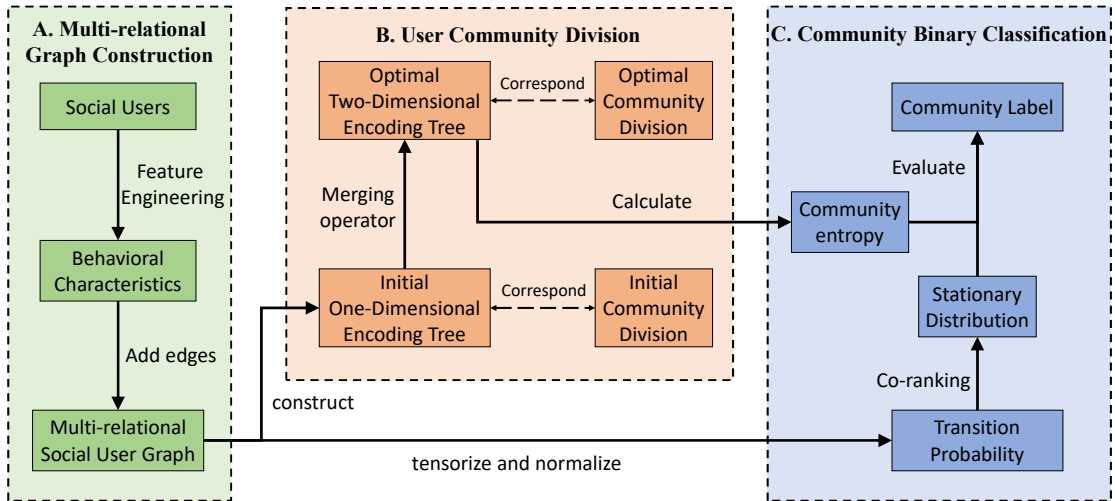 A. Multi-relational
Graph Construction
Social Users
Feature
Engineering
Behavioral
Characteristics
Add edges
Multi-relational
Social User Graph
B. User Community Division
Optimal
Two-Dimensional
Encoding Tree
Correspond
Optimal
Community
Division
Merging
operator
Calculate
Initial
One-Dimensional
Encoding Tree
Correspond
Initial
Community
Division
construct
tensorize and normalize
C. Community Binary Classification
Community Label
Evaluate
Community
entropy
Stationary
Distribution
Co-ranking
Transition
Probability